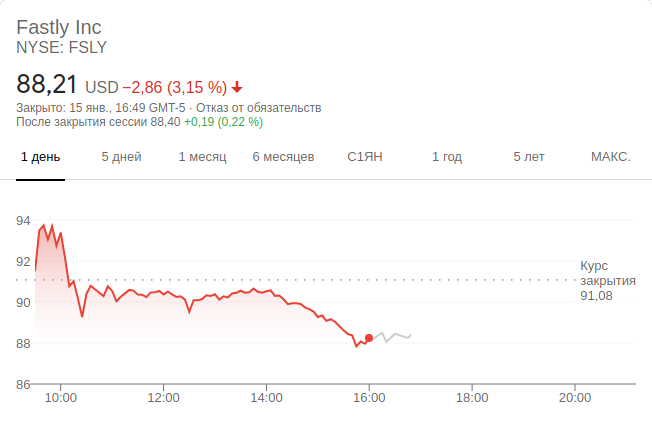 Fastly Inc
NYSE: FSLY
88,21 USD −2,86 (3,15 %)
Закрыто: 15 янв., 16:49 GMT-5 · Отказ от обязательств
После закрытия сессии 88,40 +0,19 (0,22 %)
1 день 5 дней 1 месяц 6 месяцев С1ЯН 1 год 5 лет МАКС.
94
92
90
88
86
Курс
закрытия
91,08
10:00 12:00 14:00 16:00 18:00 20:00